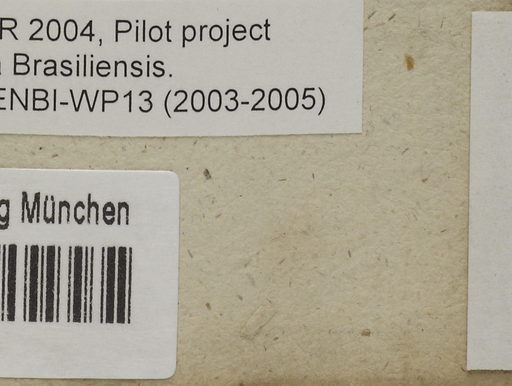 R 2004, Pilot project
Brasiliensis.
ENBI-WP13 (2003-2005)
g München